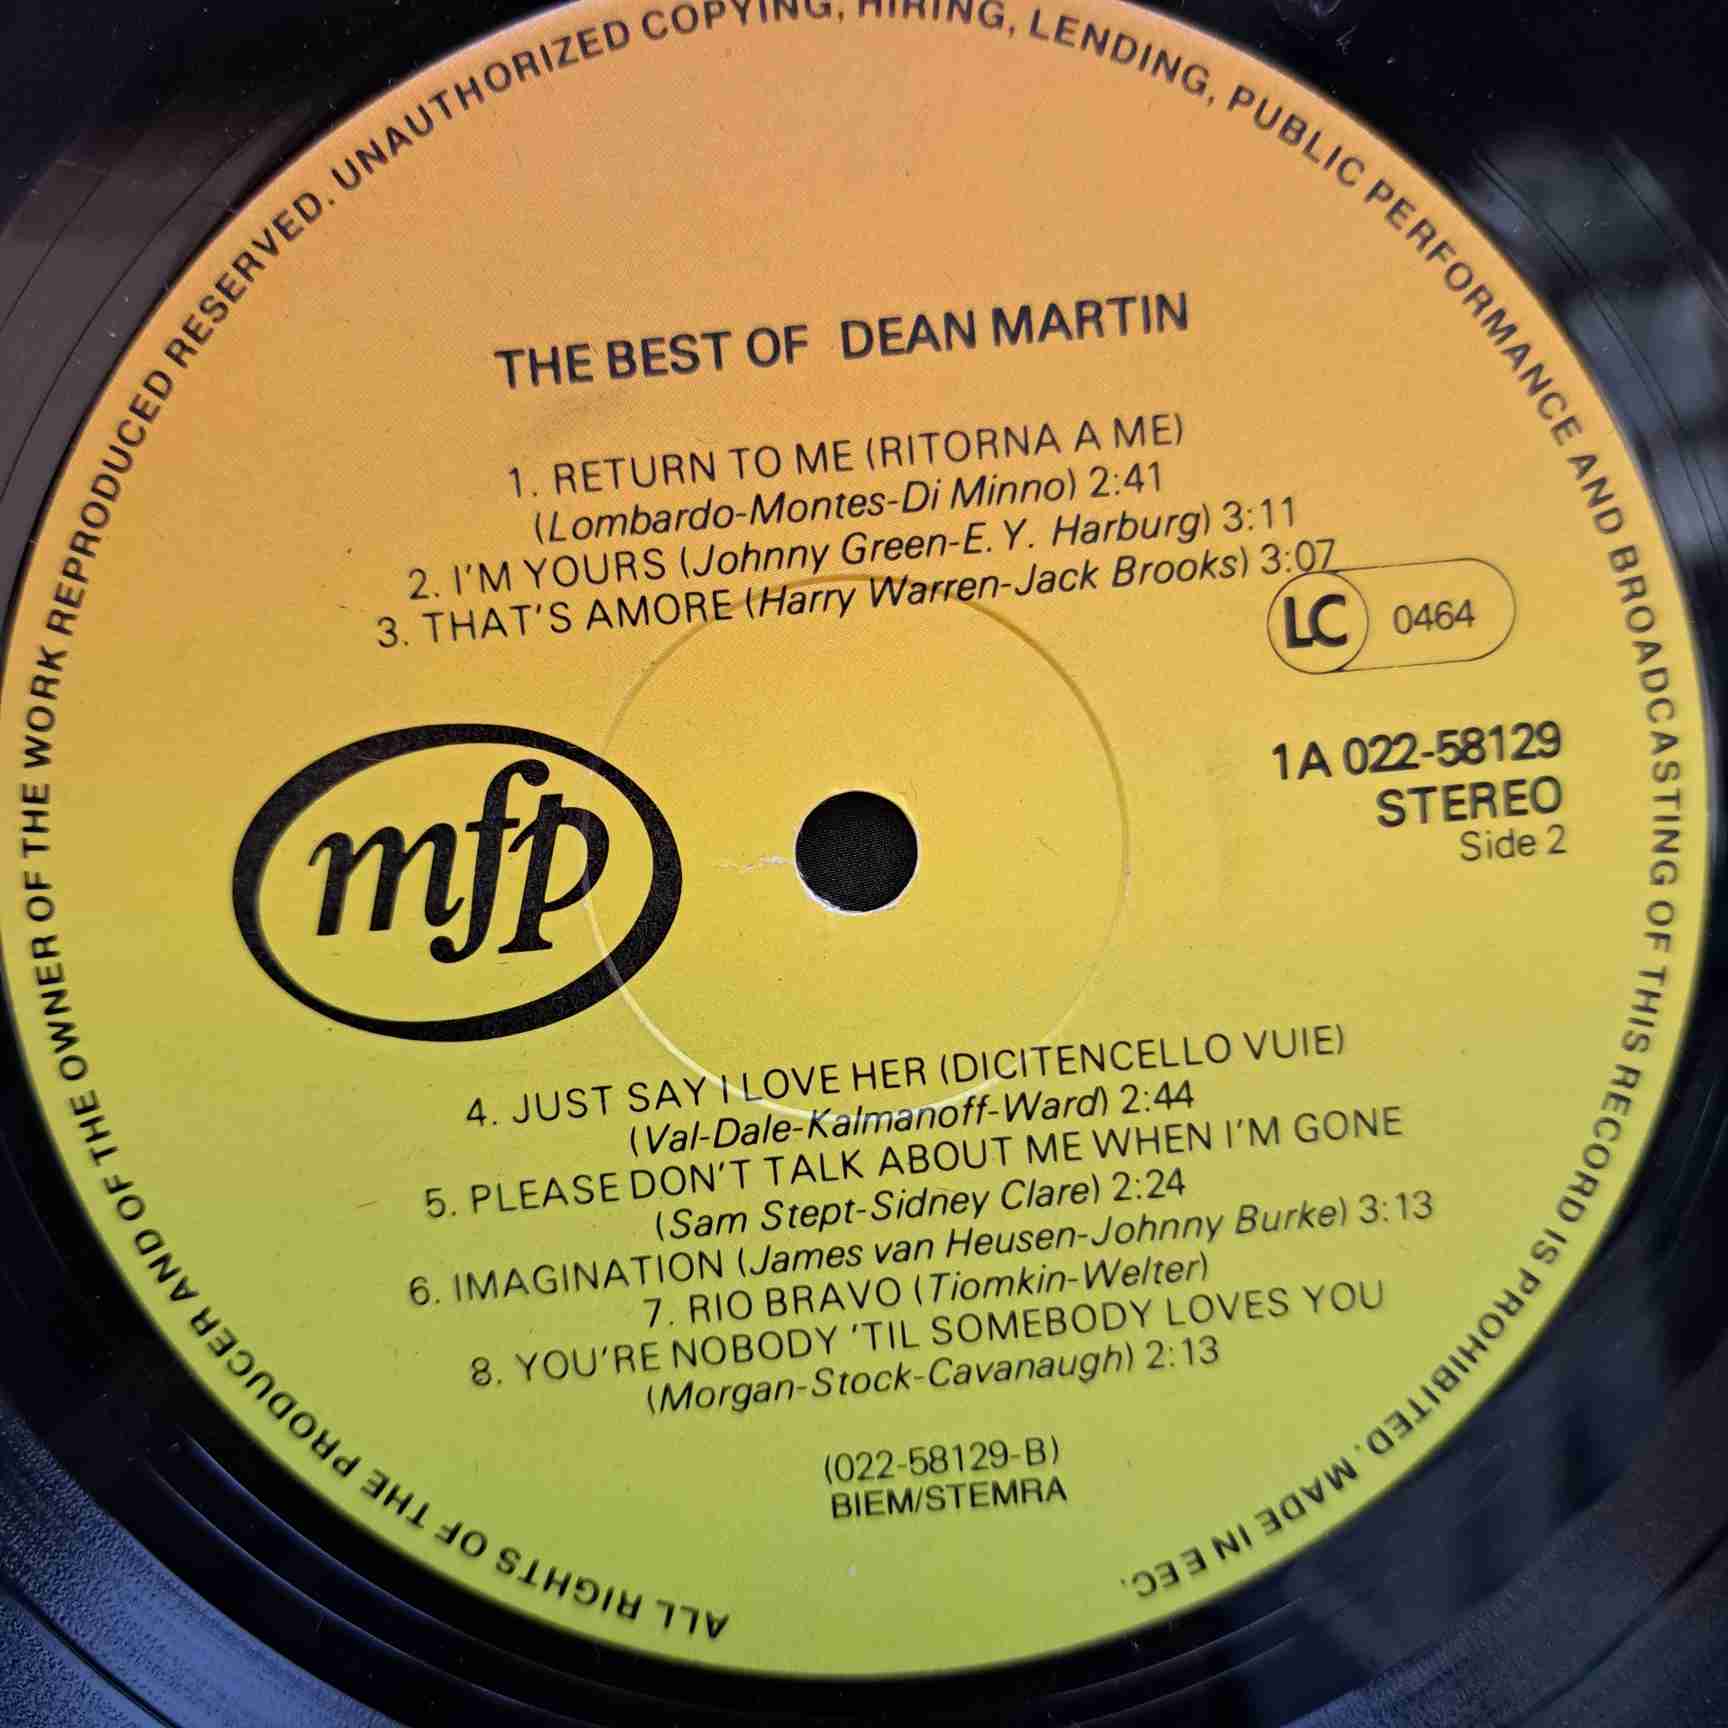 ALL RIGHTS OF THE PRODUCER AND OF THE OWNER OF THE WORK REPRODUCED RESERVED. UNAUTHORIZED COPYING, HIRING, LENDING, PUBLIC PERFORMANCE AND BROADCASTING OF THIS RECORD IS PROHIBITED. MADE IN EEC.
THE BEST OF DEAN MARTIN
1. RETURN TO ME (RITORNA A ME)
(Lombardo-Montes-Di Minno) 2:41
2. I'M YOURS (Johnny Green-E. Y. Harburg) 3:11
3. THAT'S AMORE (Harry Warren-Jack Brooks) 3:07
LC 0464
mfp
1A 022-58129
STEREO
Side 2
4. JUST SAY I LOVE HER (DICITENCELLO VUIE)
(Val-Dale-Kalmanoff-Ward) 2:44
5. PLEASE DON'T TALK ABOUT ME WHEN I'M GONE
(Sam Stept-Sidney Clare) 2:24
6. IMAGINATION (James van Heusen-Johnny Burke) 3:13
7. RIO BRAVO (Tiomkin-Welter)
8. YOU'RE NOBODY 'TIL SOMEBODY LOVES YOU
(Morgan-Stock-Cavanaugh) 2:13
(022-58129-B)
BIEM/STEMRA